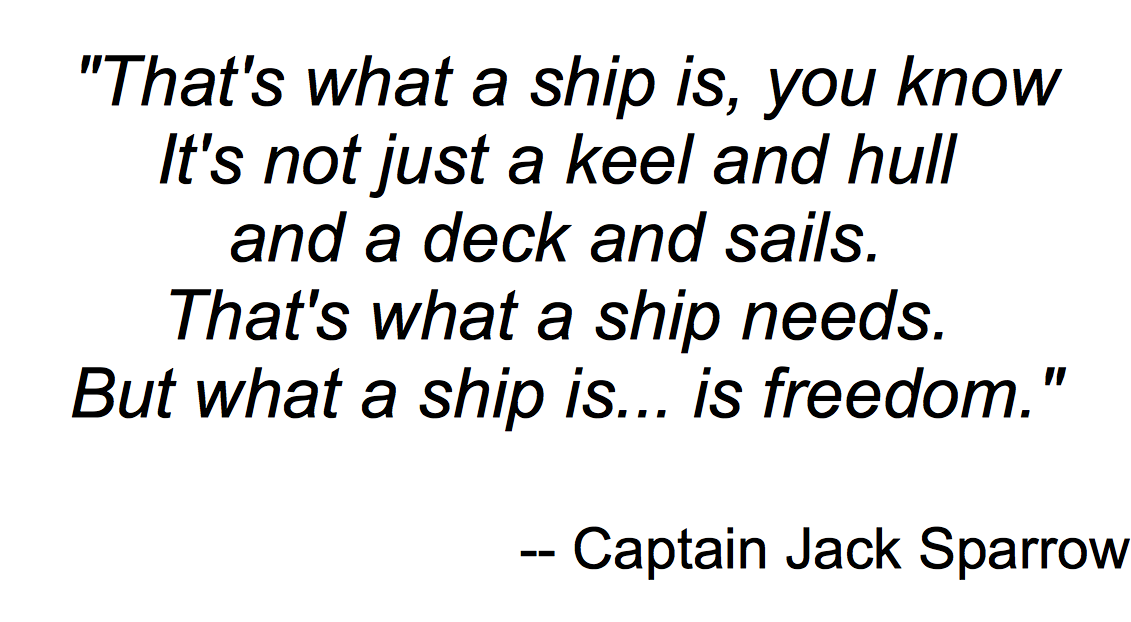 "That's what a ship is, you know
It's not just a keel and hull
and a deck and sails.
That's what a ship needs.
But what a ship is... is freedom."
-- Captain Jack Sparrow